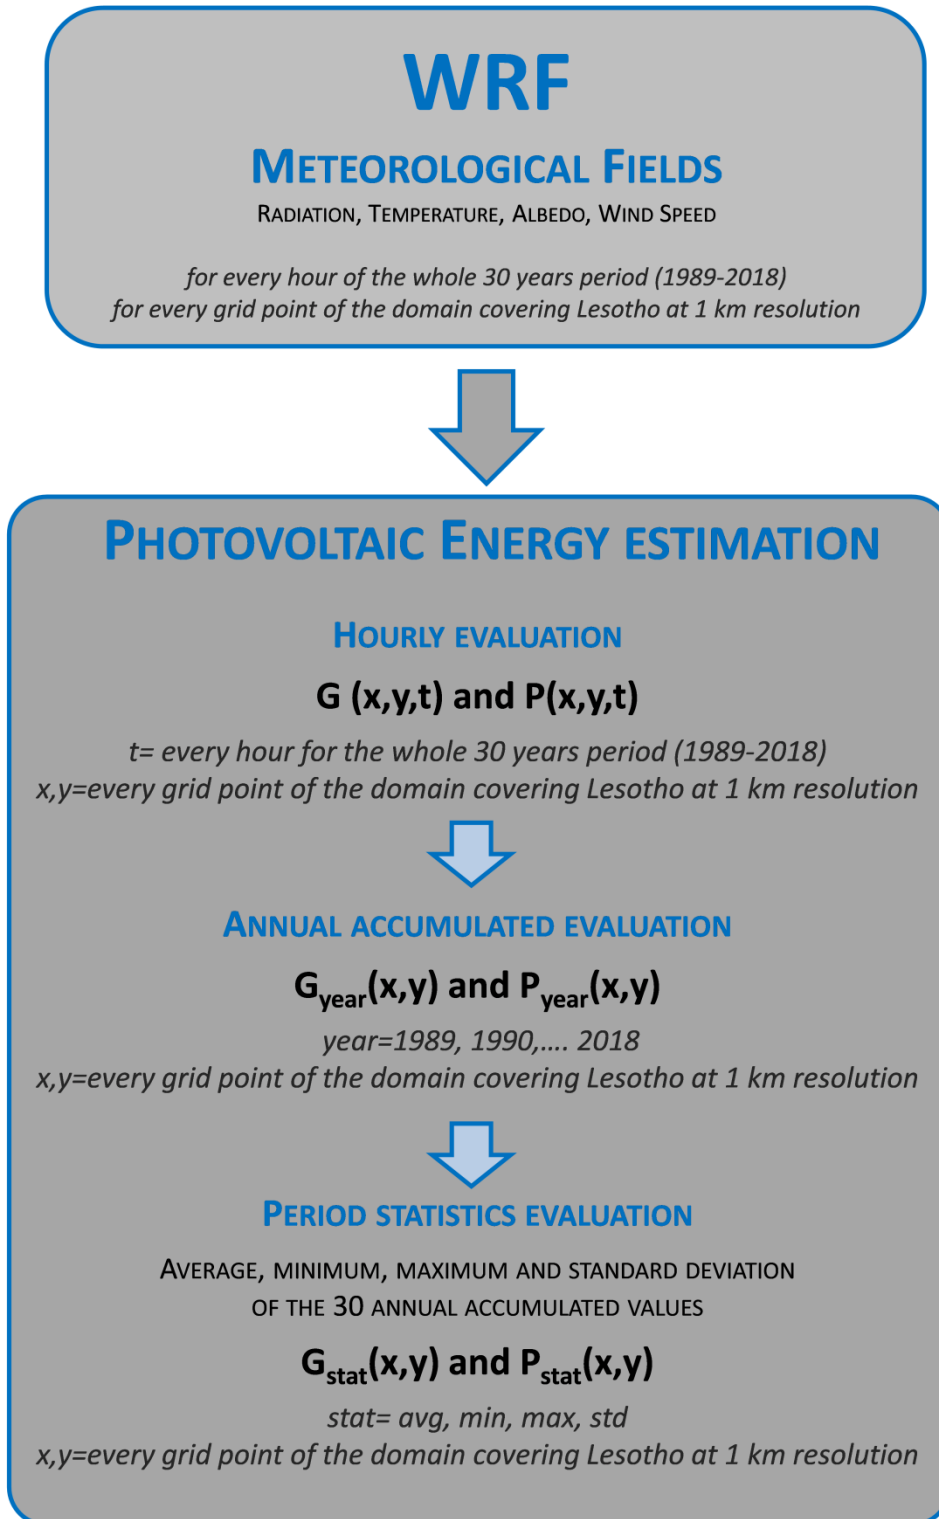 WRF
METEOROLOGICAL FIELDS
RADIATION, TEMPERATURE, ALBEDO, WIND SPEED
for every hour of the whole 30 years period (1989-2018)
for every grid point of the domain covering Lesotho at 1 km resolution
PHOTOVOLTAIC ENERGY ESTIMATION
HOURLY EVALUATION
G (x,y,t) and P(x,y,t)
t= every hour for the whole 30 years period (1989-2018)
x,y=every grid point of the domain covering Lesotho at 1 km resolution
ANNUAL ACCUMULATED EVALUATION
Gyear(x,y) and Pyear(x,y)
year=1989, 1990,.... 2018
x,y=every grid point of the domain covering Lesotho at 1 km resolution
PERIOD STATISTICS EVALUATION
AVERAGE, MINIMUM, MAXIMUM AND STANDARD DEVIATION
OF THE 30 ANNUAL ACCUMULATED VALUES
Gstat(x,y) and Pstat(x,y)
stat= avg, min, max, std
x,y=every grid point of the domain covering Lesotho at 1 km resolution